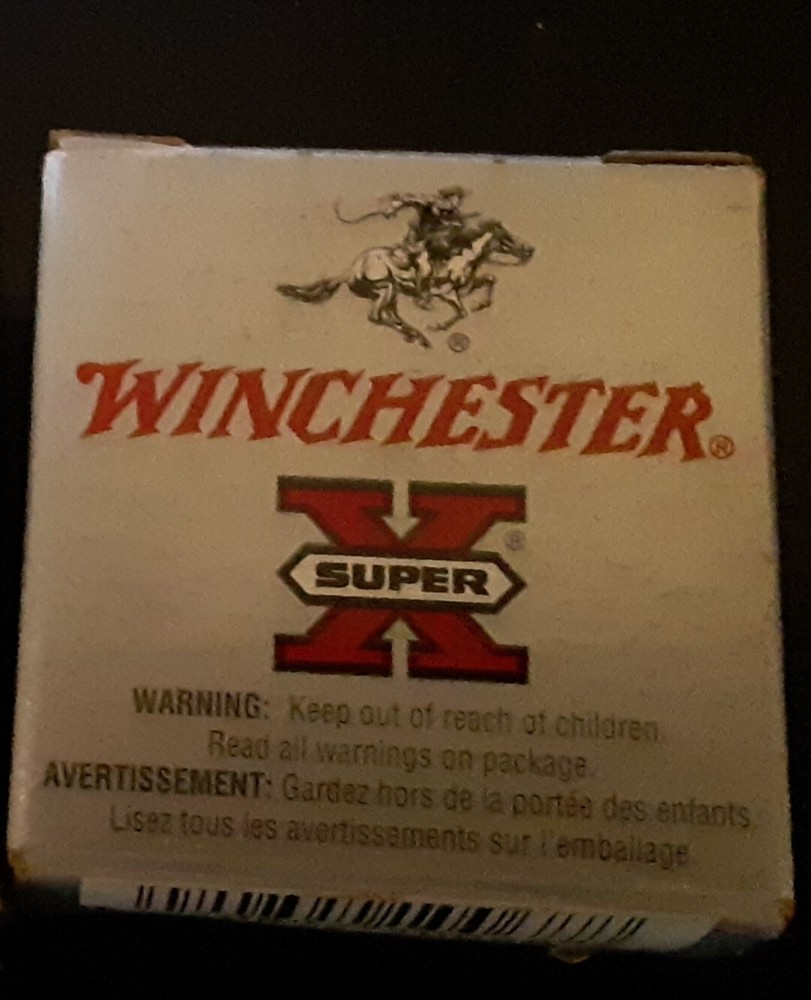 ®
WINCHESTER®
X ®
SUPER
WARNING: Keep out of reach of children.
Read all warnings on package.
AVERTISSEMENT: Gardez hors de la portée des enfants.
Lisez tous les avertissements sur l'emballage.